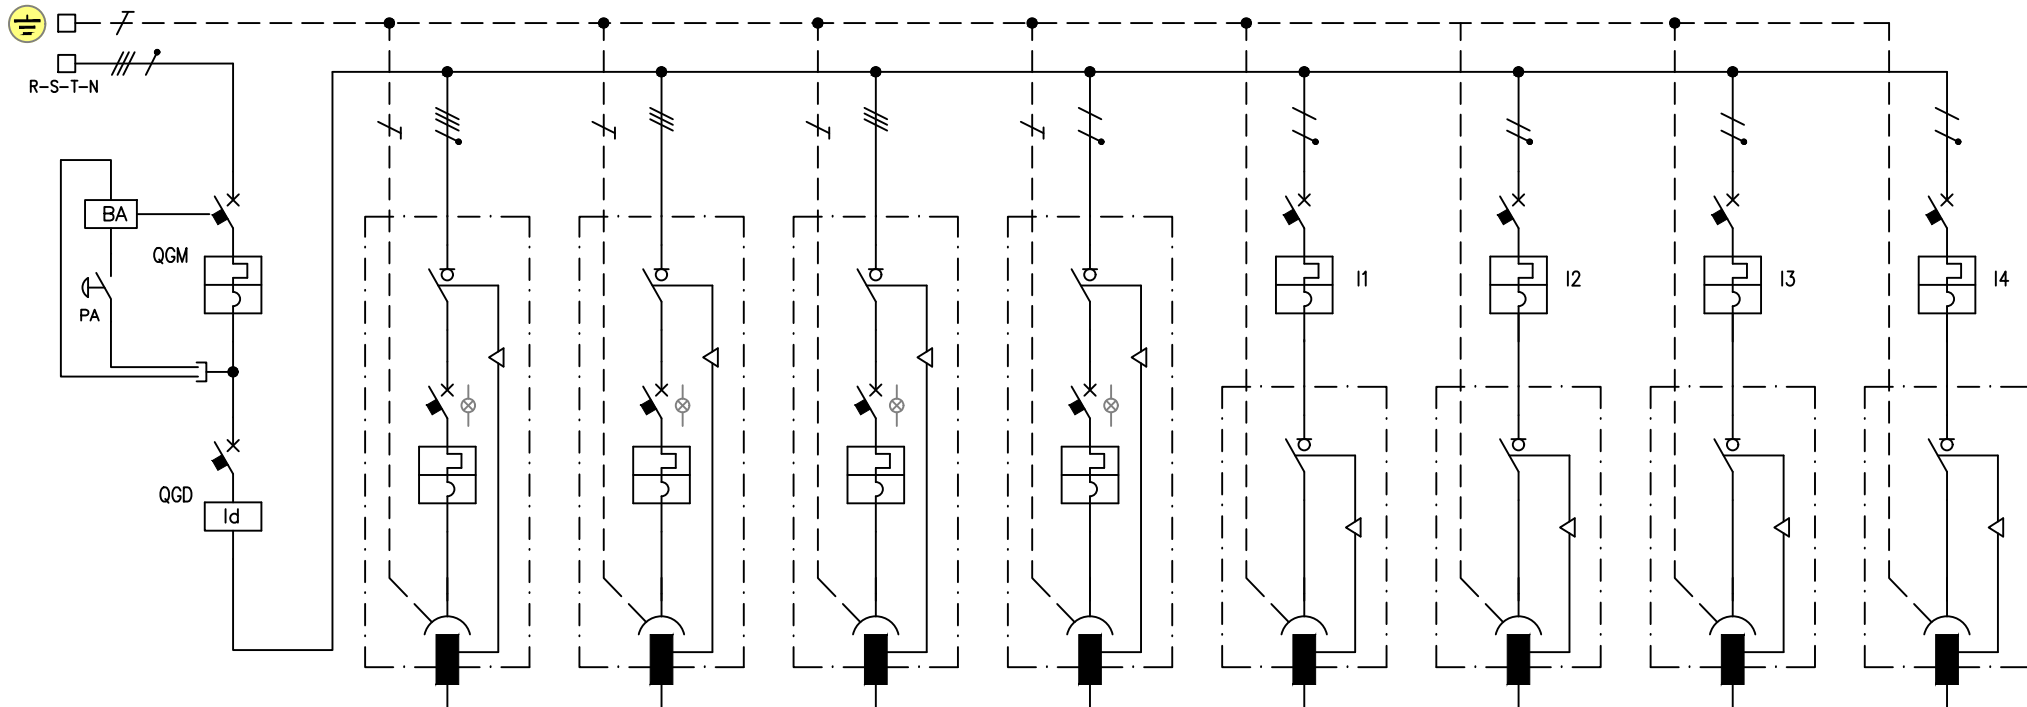 R-S-T-N
BA
QGM
PA
QGD
Id
I1
I2
I3
I4